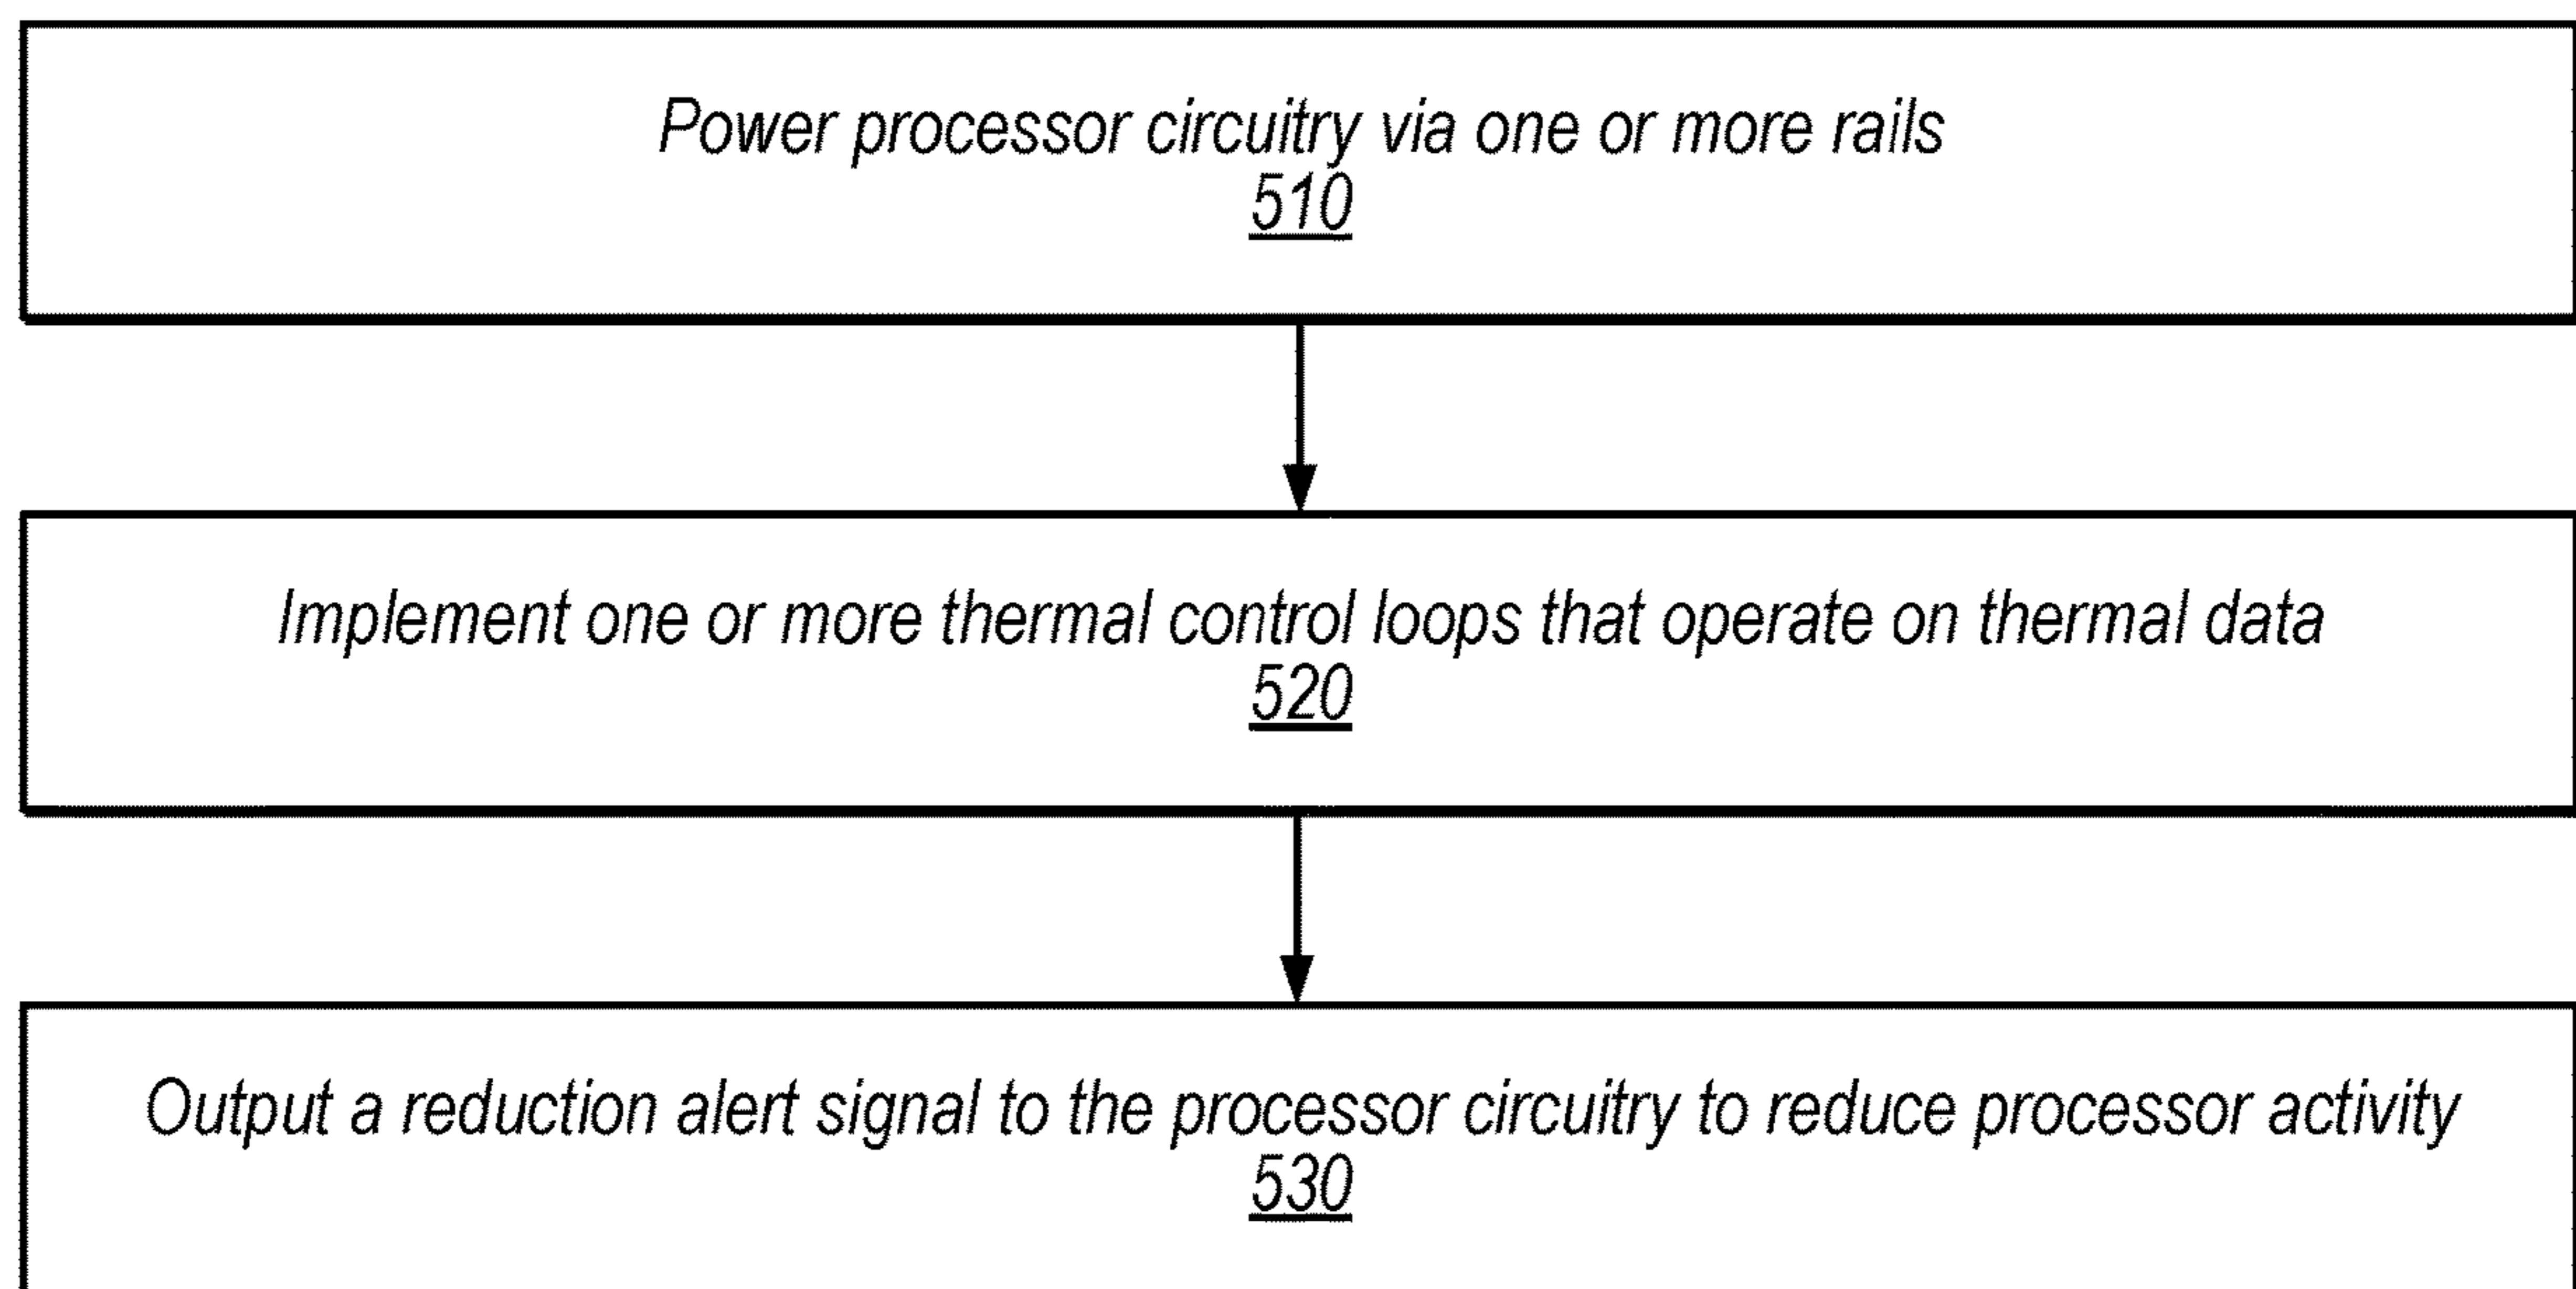 Power processor circuitry via one or more rails
510
Implement one or more thermal control loops that operate on thermal data
520
Output a reduction alert signal to the processor circuitry to reduce processor activity
530